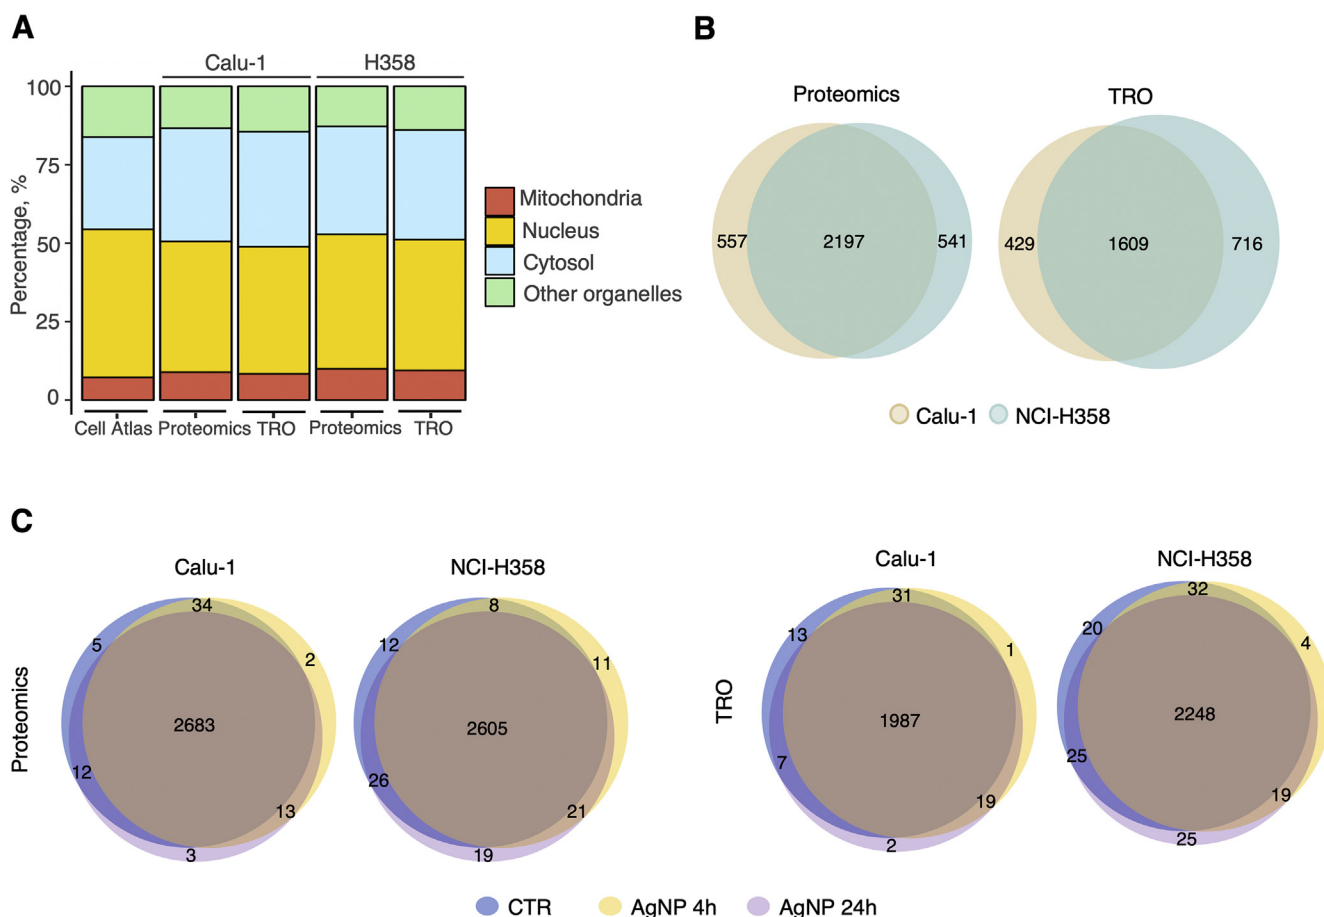 A
Calu-1 H358
100
75
50
25
0
Percentage, %
Cell Atlas Proteomics TRO Proteomics TRO
Mitochondria
Nucleus
Cytosol
Other organelles
B
Proteomics TRO
557 2197 541 429 1609 716
Calu-1 NCI-H358
C
Proteomics
Calu-1
34
5
2
2683
12
13
3
NCI-H358
8
12
11
2605
26
21
19
TRO
Calu-1
31
13
1
1987
7
19
2
NCI-H358
32
20
4
2248
25
19
25
CTR AgNP 4h AgNP 24h